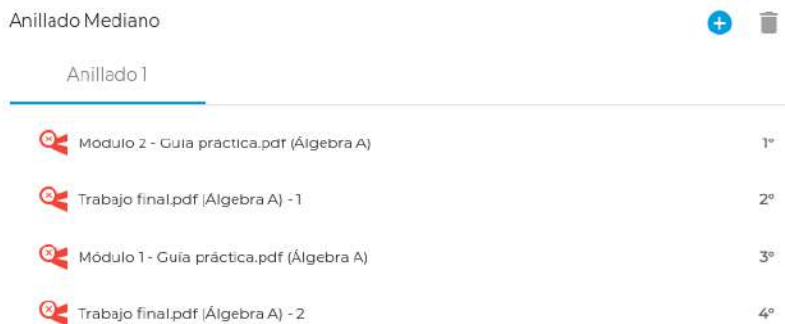 Anillado Mediano
Anillado 1
Módulo 2 - Guía práctica.pdf (Álgebra A) 1°
Trabajo final.pdf (Álgebra A) - 1 2°
Módulo 1 - Guía práctica.pdf (Álgebra A) 3°
Trabajo final.pdf (Álgebra A) - 2 4°